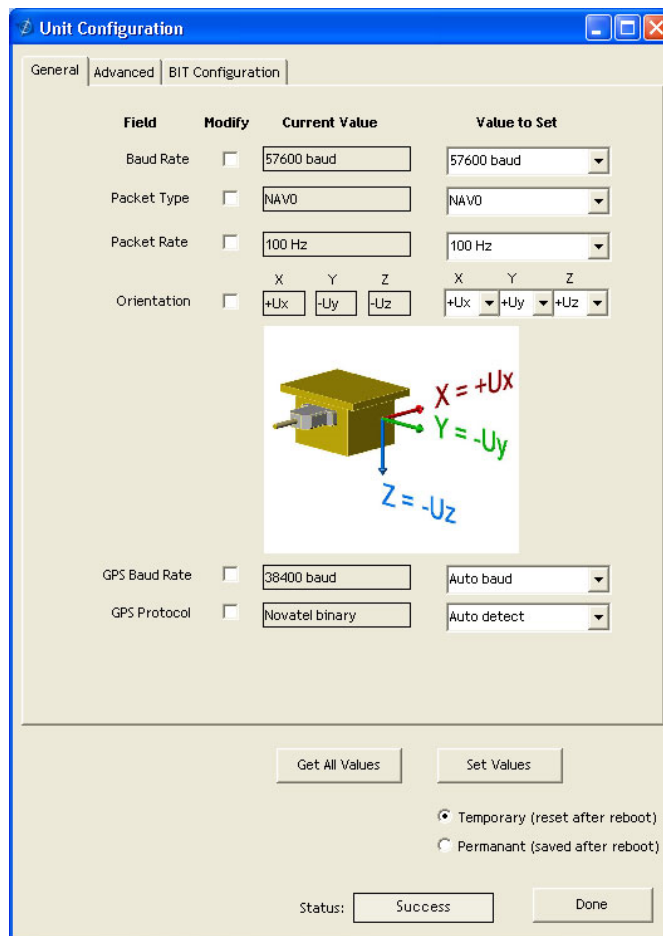 Unit Configuration
General Advanced BIT Configuration
Field Modify Current Value Value to Set
Baud Rate 57600 baud 57600 baud
Packet Type NAV0 NAV0
Packet Rate 100 Hz 100 Hz
X Y Z X Y Z
Orientation +Ux -Uy -Uz +Ux +Uy +Uz
X = +Ux
Y = -Uy
Z = -Uz
GPS Baud Rate 38400 baud Auto baud
GPS Protocol Novatel binary Auto detect
Get All Values Set Values
Temporary (reset after reboot)
Permanant (saved after reboot)
Status: Success Done